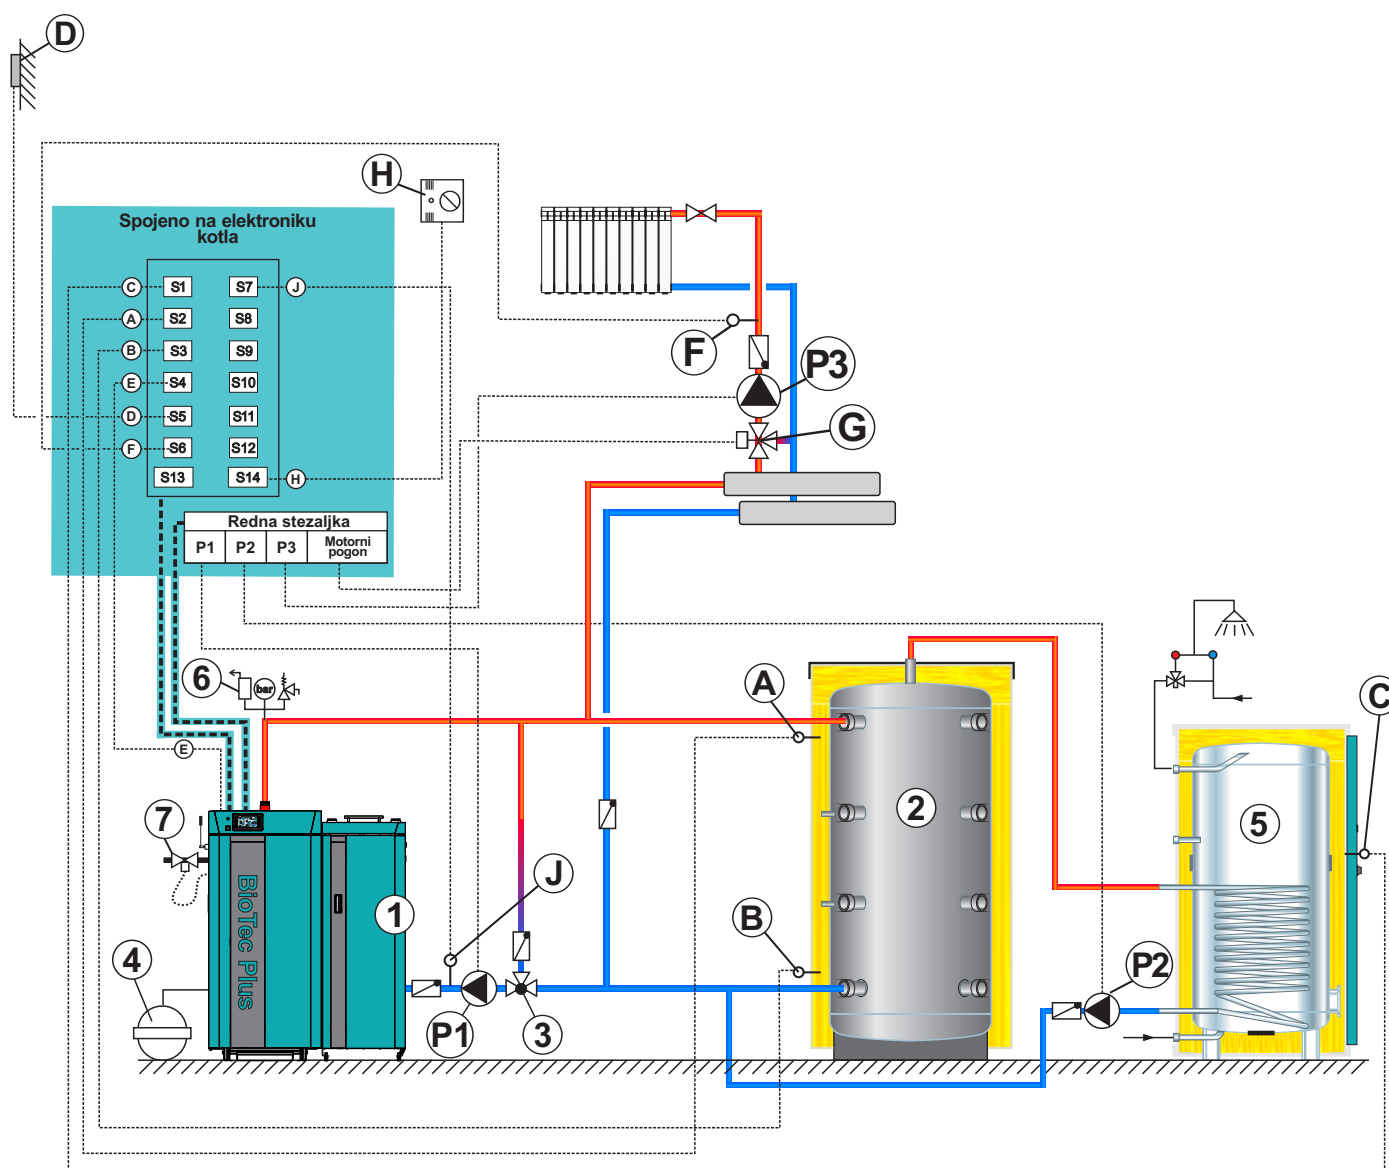 D
H
Spojeno na elektroniku
kotla
C
S1
S7
J
A
S2
S8
B
S3
S9
E
S4
S10
D
S5
S11
F
S6
S12
S13
S14
H
Redna stezaljka
P1
P2
P3
Motorni
pogon
F
P3
G
6
bar
A
C
E
7
2
5
BioTec Plus
1
J
B
4
P1
3
P2